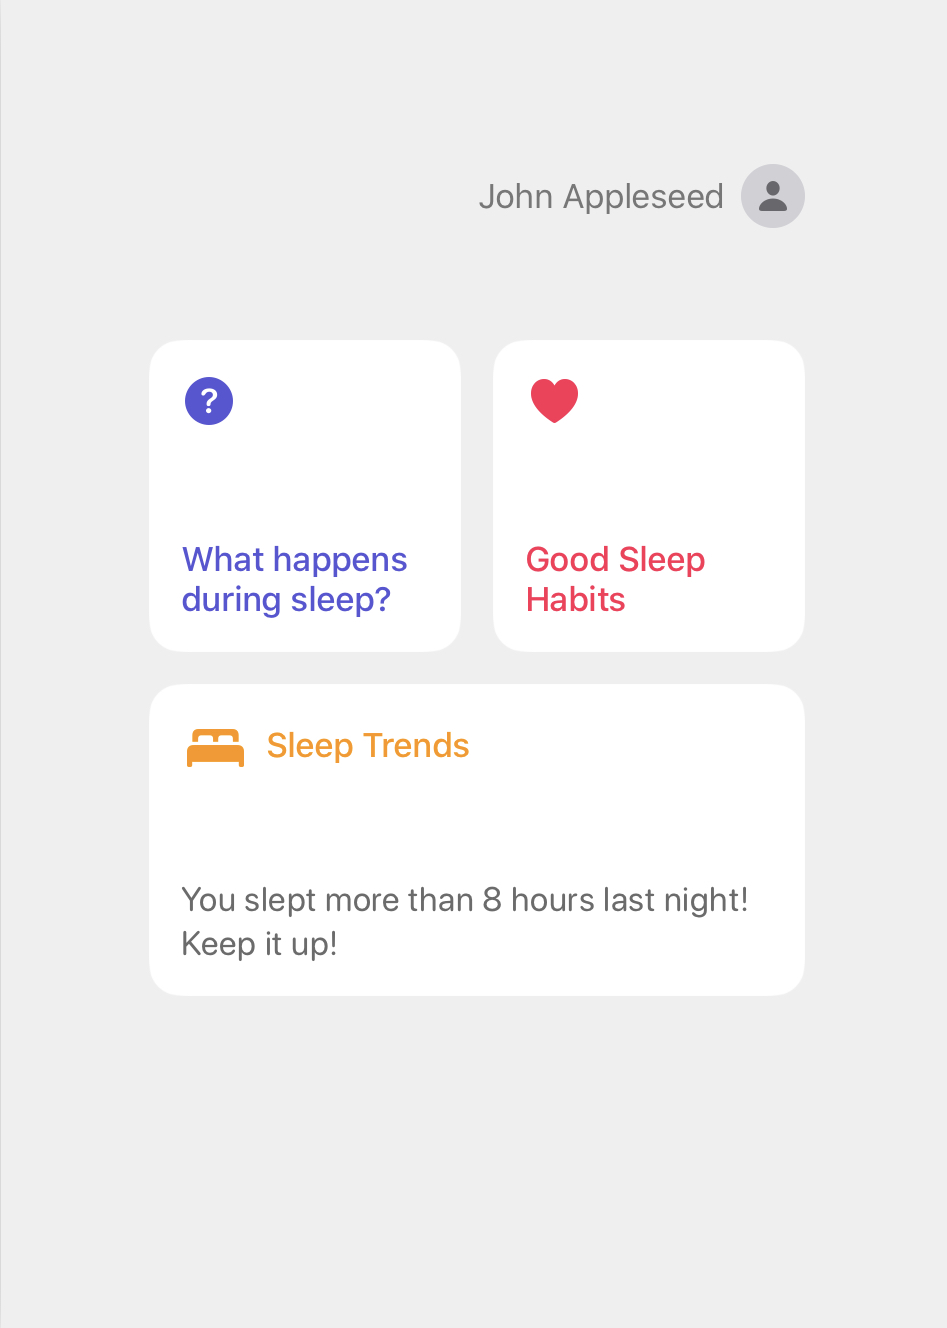 John Appleseed
?
What happens
during sleep?
Good Sleep
Habits
Sleep Trends
You slept more than 8 hours last night!
Keep it up!